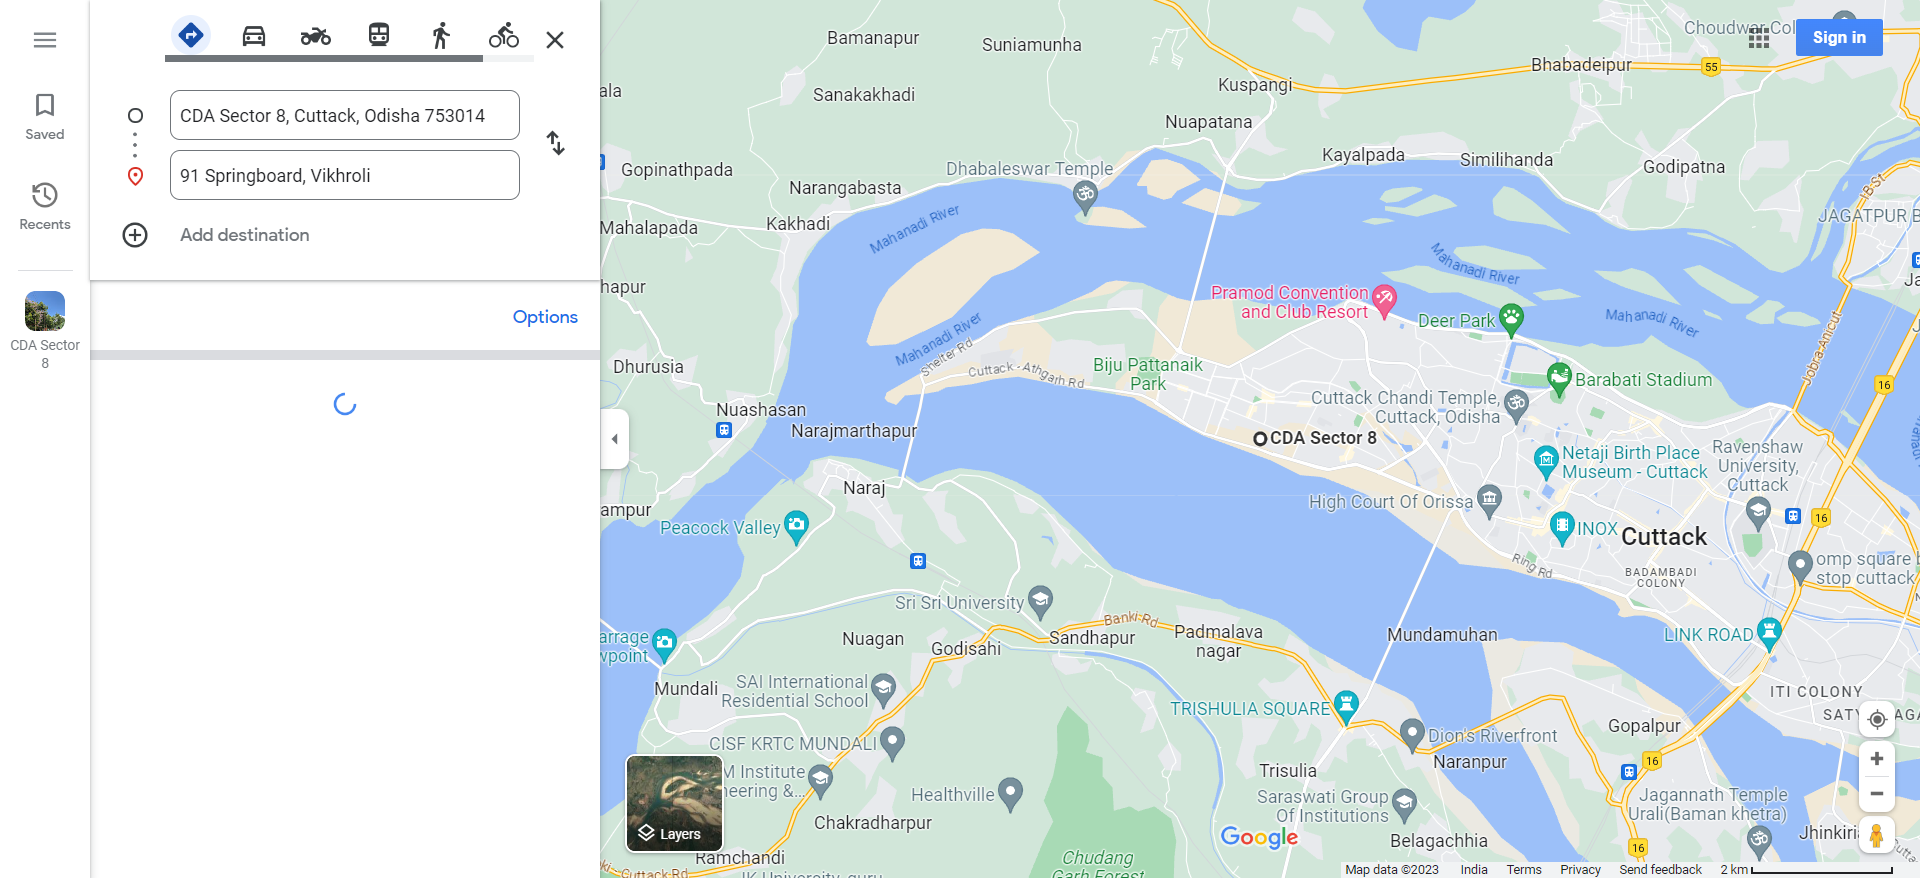 Saved
Recents
CDA Sector
8
CDA Sector 8, Cuttack, Odisha 753014
91 Springboard, Vikhroli
Add destination
Options
Sign in
Choudwar Col
Bamanapur
Suniamunha
Bhabadeipur
55
Kuspangi
ala
Sanakakhadi
Nuapatana
Kayalpada
Similihanda
Godipatna
Gopinathpada
Dhabaleswar Temple
Narangabasta
Kakhadi
Mahalapada
Mahanadi River
IB St
JAGATPUR B
Mahanadi River
hapur
Pramod Convention
and Club Resort
Deer Park
Mahanadi River
Mahanadi River
Shelter Rd
Jobra Anicut
Dhurusia
Cuttack - Athgarh Rd
Biju Pattanaik
Park
Barabati Stadium
16
Nuashasan
Cuttack Chandi Temple,
Cuttack, Odisha
Narajmarthapur
CDA Sector 8
Ravenshaw
University,
Cuttack
Netaji Birth Place
Museum - Cuttack
Naraj
High Court Of Orissa
ampur
Peacock Valley
INOX
Cuttack
16
Ring Rd
BADAMBADI
COLONY
omp square b
stop cuttack
Sri Sri University
Banki Rd
Nuagan
Godisahi
Sandhapur
Padmalava
nagar
Mundamuhan
LINK ROAD
arrage
wpoint
Mundali
SAI International
Residential School
ITI COLONY
TRISHULIA SQUARE
Gopalpur
CISF KRTC MUNDALI
Dion's Riverfront
Trisulia
Naranpur
16
M Institute
neering &...
Healthville
Saraswati Group
Of Institutions
Jagannath Temple
Urali(Baman khetra)
Chakradharpur
Belagachhia
Jhinkiri
16
Layers
Ramchandi
Chudang
Garh Forest
Google
Map data ©2023
India
Terms
Privacy
Send feedback
2 km